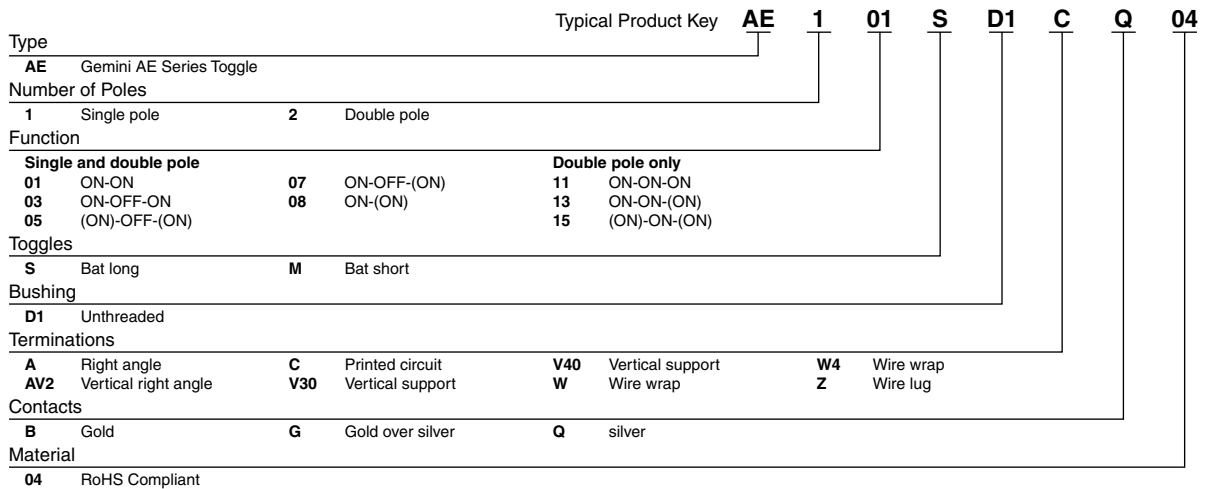 Typical Product Key AE 1 01 S D1 C Q 04
Type
AE Gemini AE Series Toggle
Number of Poles
1 Single pole 2 Double pole
Function
Single and double pole Double pole only
01 ON-ON 07 ON-OFF-(ON) 11 ON-ON-ON
03 ON-OFF-ON 08 ON-(ON) 13 ON-ON-(ON)
05 (ON)-OFF-(ON) 15 (ON)-ON-(ON)
Toggles
S Bat long M Bat short
Bushing
D1 Unthreaded
Terminations
A Right angle C Printed circuit V40 Vertical support W4 Wire wrap
AV2 Vertical right angle V30 Vertical support W Wire wrap Z Wire lug
Contacts
B Gold G Gold over silver Q silver
Material
04 RoHS Compliant